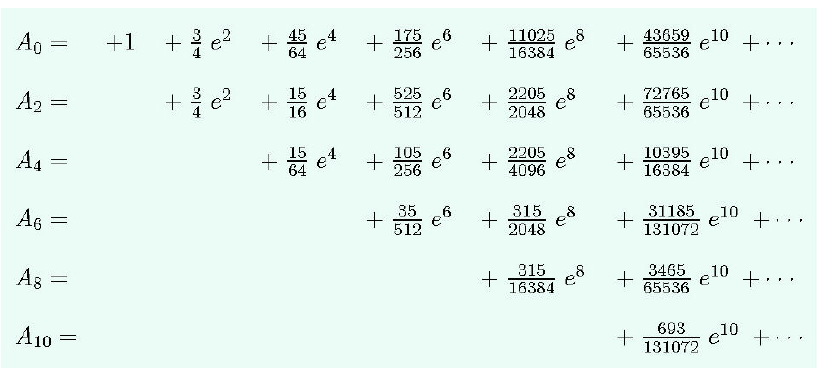 A₀ = +1 + 3/4 e² + 45/64 e⁴ + 175/256 e⁶ + 11025/16384 e⁸ + 43659/65536 e¹⁰ + ···
A₂ = + 3/4 e² + 15/16 e⁴ + 525/512 e⁶ + 2205/2048 e⁸ + 72765/65536 e¹⁰ + ···
A₄ = + 15/64 e⁴ + 105/256 e⁶ + 2205/4096 e⁸ + 10395/16384 e¹⁰ + ···
A₆ = + 35/512 e⁶ + 315/2048 e⁸ + 31185/131072 e¹⁰ + ···
A₈ = + 315/16384 e⁸ + 3465/65536 e¹⁰ + ···
A₁₀ = + 693/131072 e¹⁰ + ···